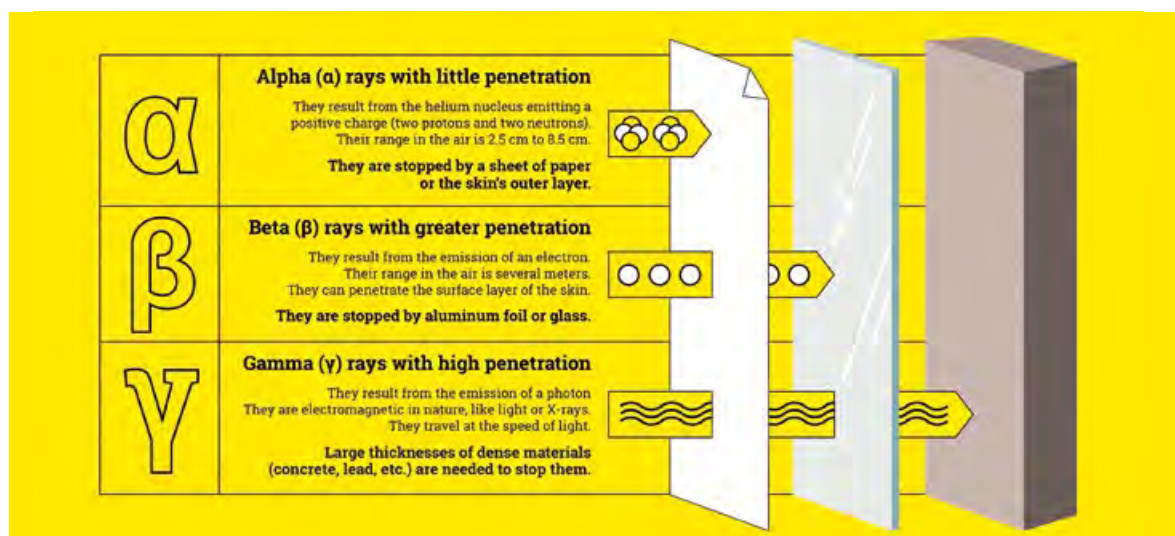 α
Alpha (α) rays with little penetration
They result from the helium nucleus emitting a
positive charge (two protons and two neutrons).
Their range in the air is 2.5 cm to 8.5 cm.
They are stopped by a sheet of paper
or the skin's outer layer.
β
Beta (β) rays with greater penetration
They result from the emission of an electron.
Their range in the air is several meters.
They can penetrate the surface layer of the skin.
They are stopped by aluminum foil or glass.
γ
Gamma (γ) rays with high penetration
They result from the emission of a photon
They are electromagnetic in nature, like light or X-rays.
They travel at the speed of light.
Large thicknesses of dense materials
(concrete, lead, etc.) are needed to stop them.